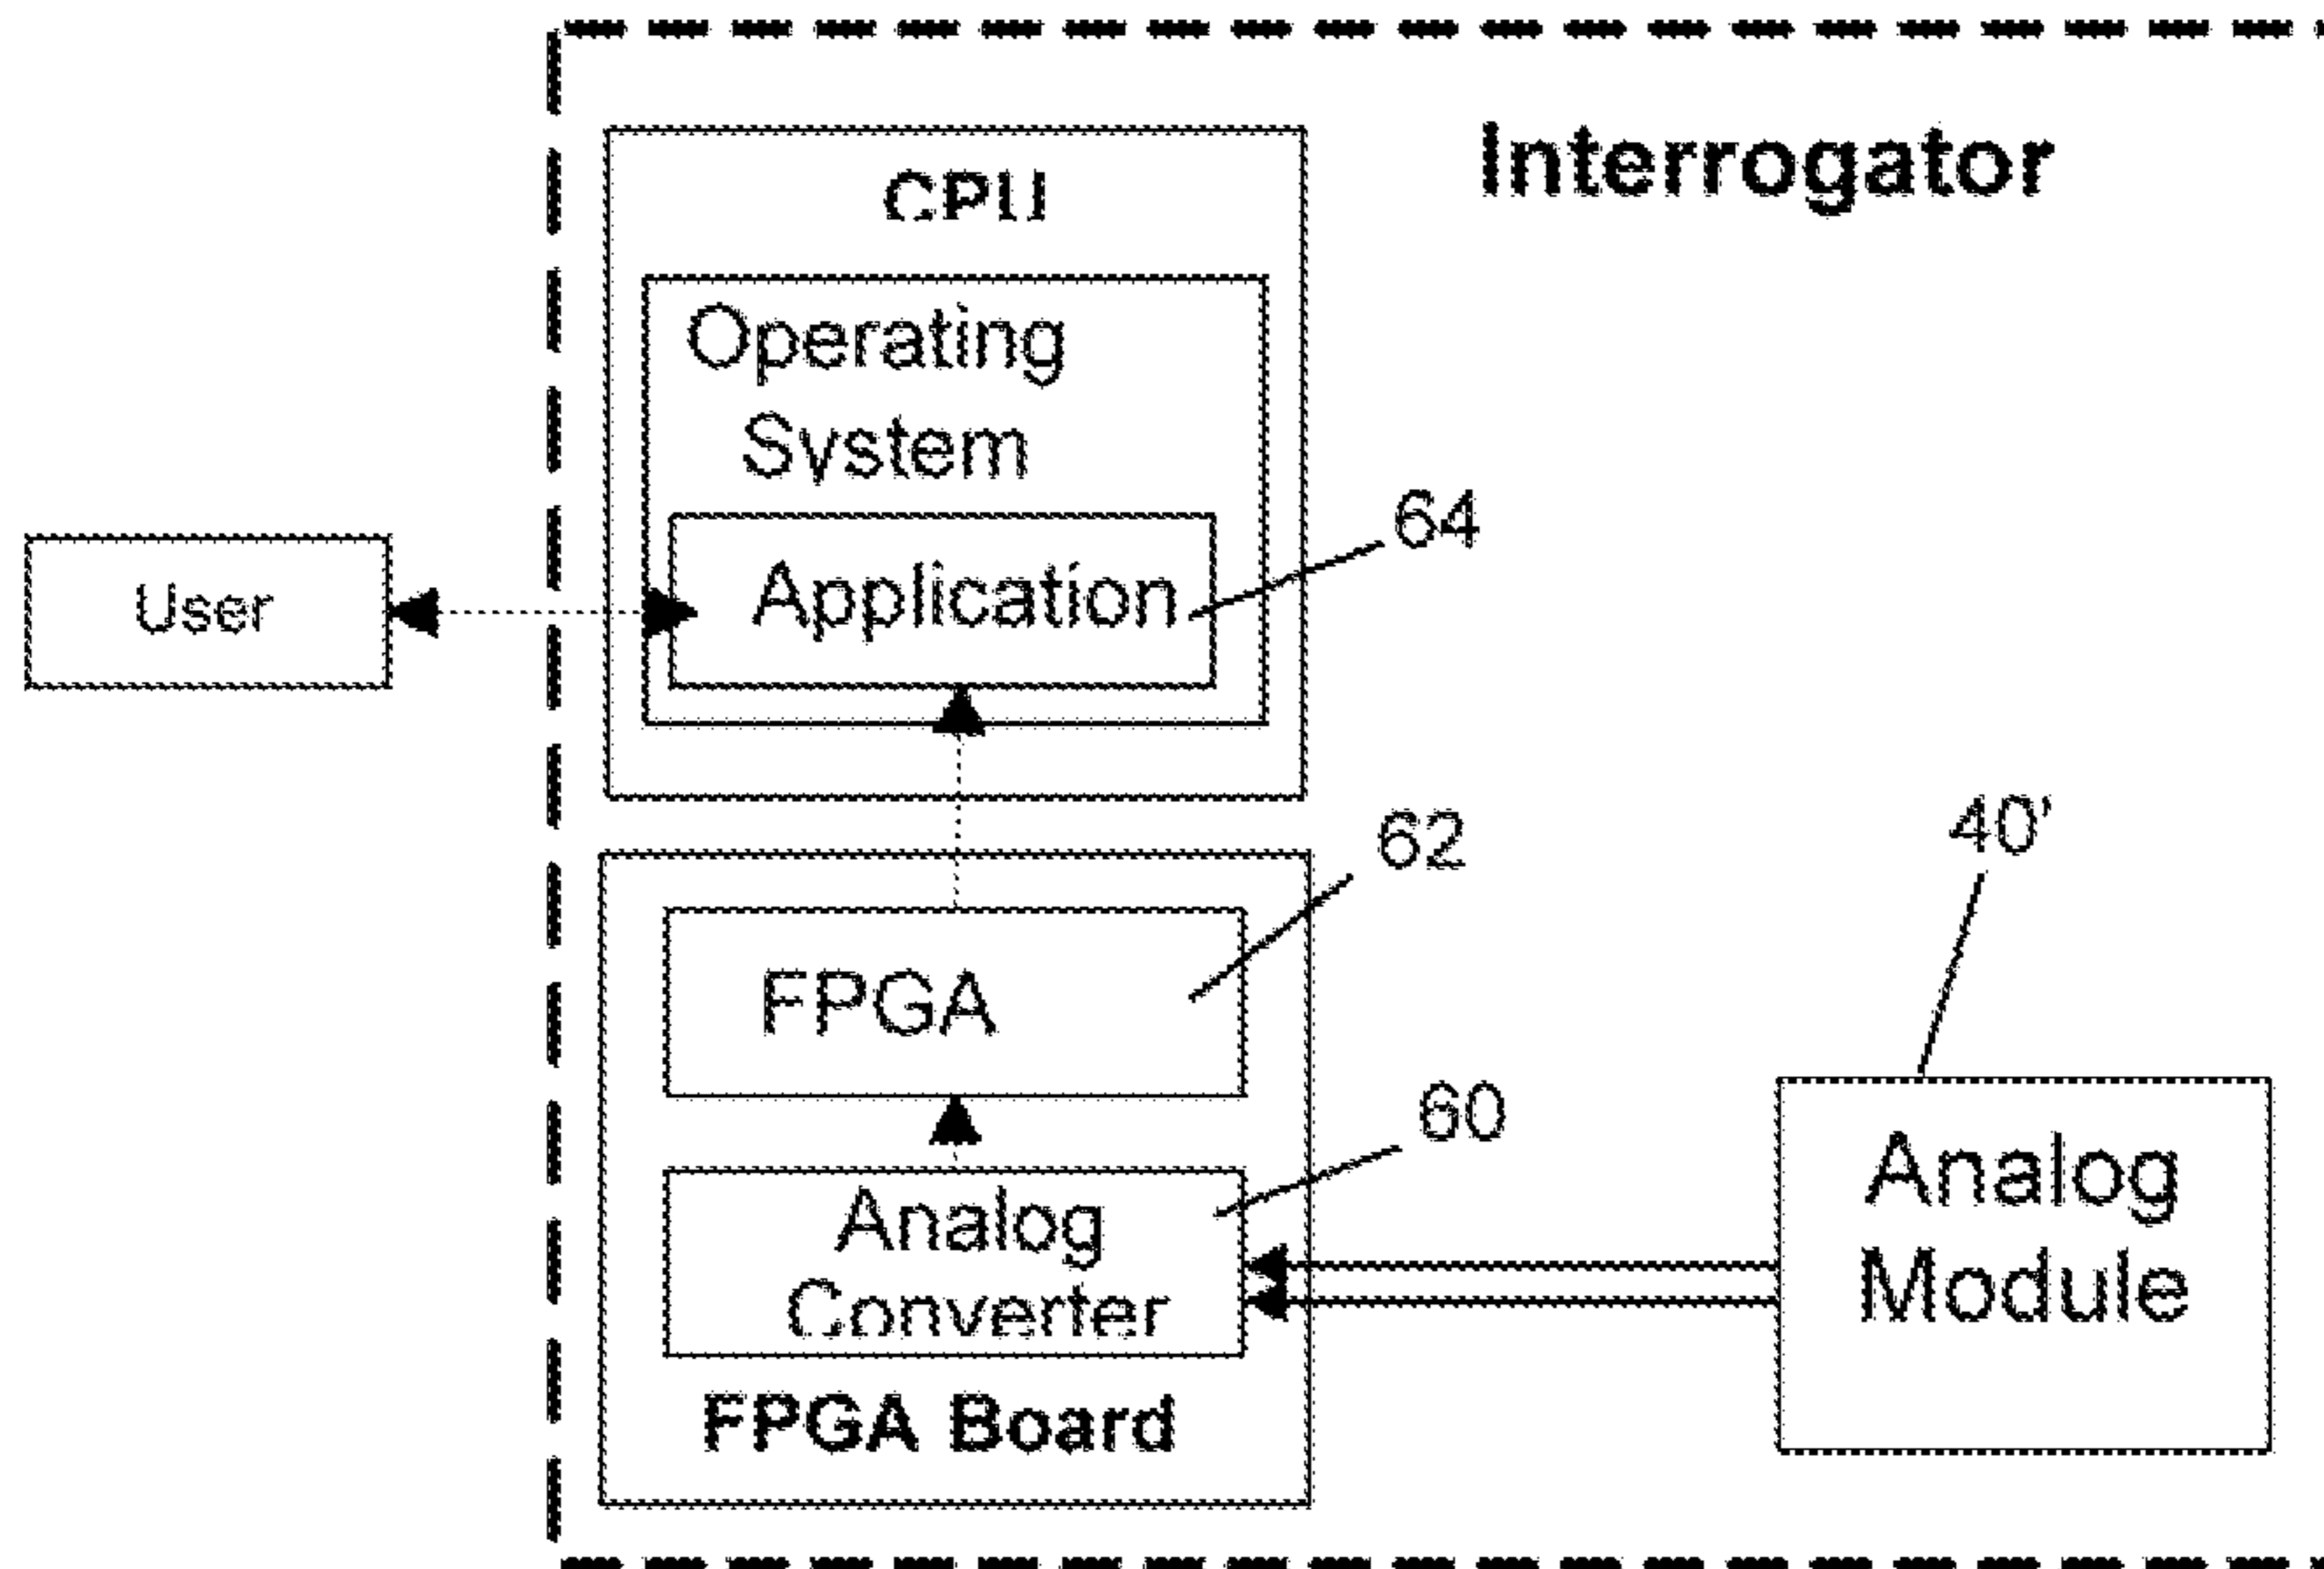 Interrogator
CPU
Operating
System
Application
64
User
62
FPGA
40'
60
Analog
Converter
FPGA Board
Analog
Module